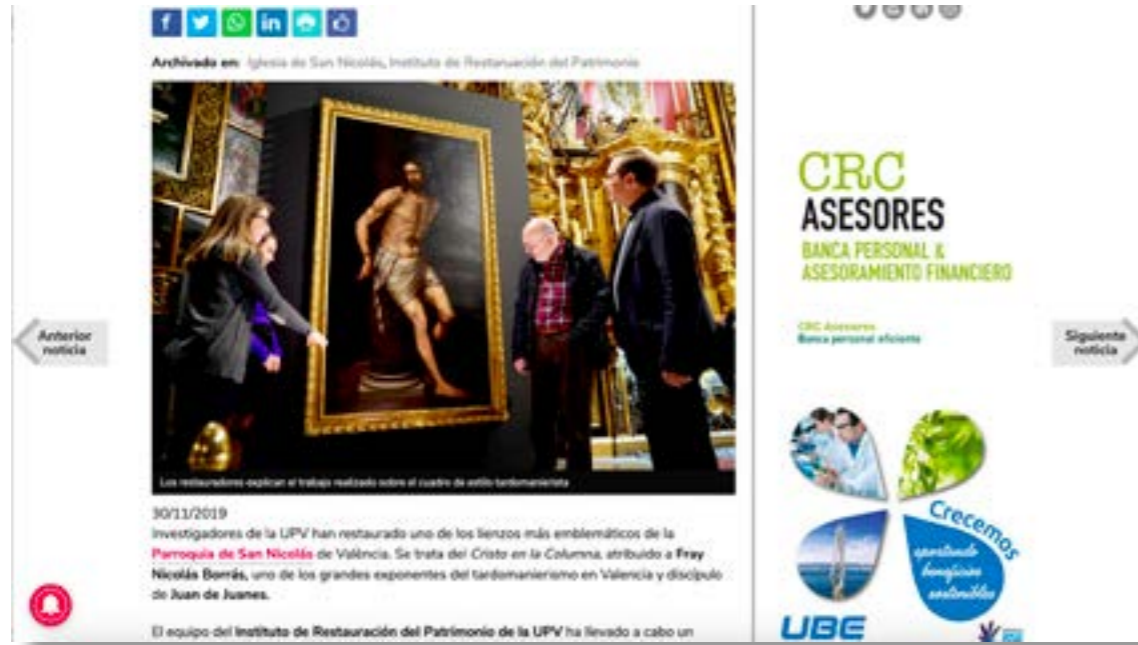 Archivado en: Iglesia de San Nicolás, Instituto de Restauración del Patrimonio
Los restauradores explican el trabajo realizado sobre el cuadro de estilo tardomanierista
30/11/2019
Investigadores de la UPV han restaurado uno de los lienzos más emblemáticos de la
Parroquia de San Nicolás de València. Se trata del Cristo en la Columna, atribuido a Fray
Nicolás Borrás, uno de los grandes exponentes del tardomanierismo en Valencia y discípulo
de Juan de Juanes.
El equipo del Instituto de Restauración del Patrimonio de la UPV ha llevado a cabo un
Anterior
noticia
CRC
ASESORES
BANCA PERSONAL &
ASESORAMIENTO FINANCIERO
CRC Asesores
Banca personal eficiente
Siguiente
noticia
Crecemos
aportando
beneficios
sostenibles
UBE